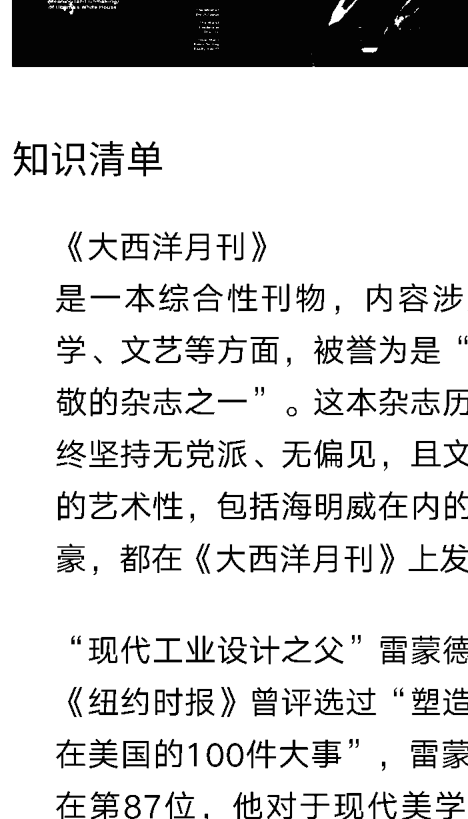 知识清单
《大西洋月刊》
是一本综合性刊物，内容涉
学、文艺等方面，被誉为是“
敬的杂志之一”。这本杂志历
终坚持无党派、无偏见，且文
的艺术性，包括海明威在内的
豪，都在《大西洋月刊》上发
“现代工业设计之父”雷蒙德
《纽约时报》曾评选过“塑造
在美国的100件大事”，雷蒙
在第87位，他对于现代美学